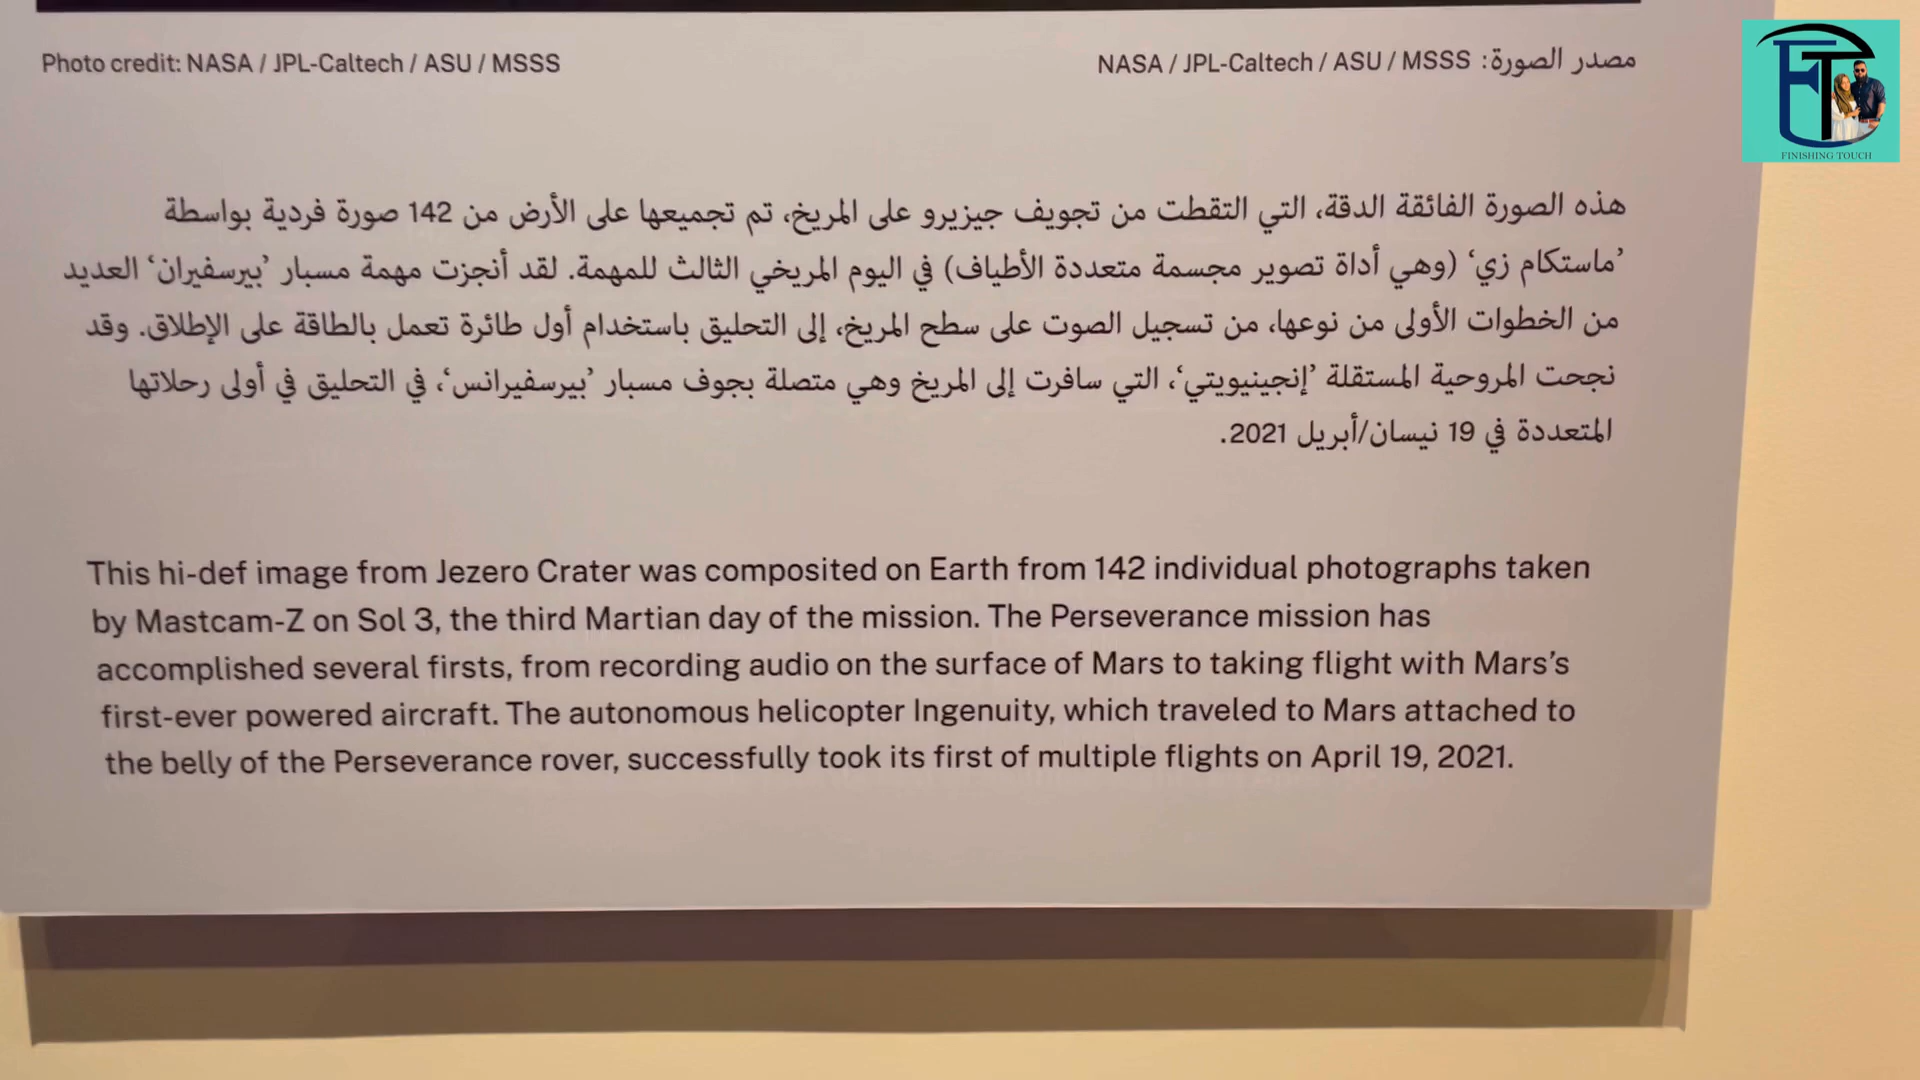 Photo credit: NASA / JPL-Caltech / ASU / MSSS
مصدر الصورة: NASA / JPL-Caltech / ASU / MSSS
FINISHING TOUCH
هذه الصورة الفائقة الدقة، التي التقطت من تجويف جيزيرو على المريخ، تم تجميعها على الأرض من 142 صورة فردية بواسطة
’ماستكام زي‘ (وهي أداة تصوير مجسمة متعددة الأطياف) في اليوم المريخي الثالث للمهمة. لقد أنجزت مهمة مسبار ’بيرسفيران‘ العديد
من الخطوات الأولى من نوعها، من تسجيل الصوت على سطح المريخ، إلى التحليق باستخدام أول طائرة تعمل بالطاقة على الإطلاق. وقد
نجحت المروحية المستقلة ’إنجينيويتي‘، التي سافرت إلى المريخ وهي متصلة بجوف مسبار ’بيرسفيرانس‘، في التحليق في أولى رحلاتها
المتعددة في 19 نيسان/أبريل 2021.
This hi-def image from Jezero Crater was composited on Earth from 142 individual photographs taken
by Mastcam-Z on Sol 3, the third Martian day of the mission. The Perseverance mission has
accomplished several firsts, from recording audio on the surface of Mars to taking flight with Mars’s
first-ever powered aircraft. The autonomous helicopter Ingenuity, which traveled to Mars attached to
the belly of the Perseverance rover, successfully took its first of multiple flights on April 19, 2021.